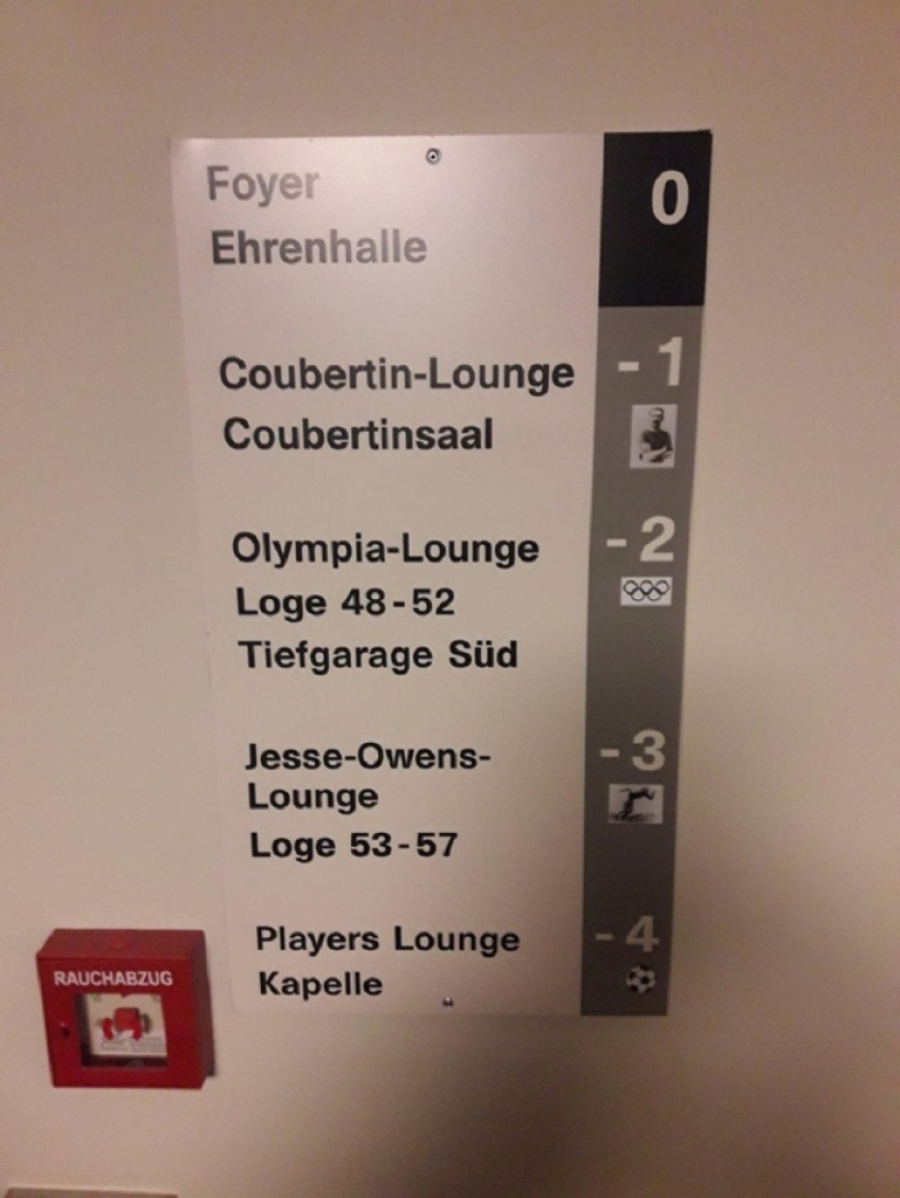 Foyer
0
Ehrenhalle
Coubertin-Lounge
-1
Coubertinsaal
Olympia-Lounge
-2
Loge 48-52
Tiefgarage Süd
Jesse-Owens-
-3
Lounge
Loge 53-57
Players Lounge
-4
Kapelle
RAUCHABZUG